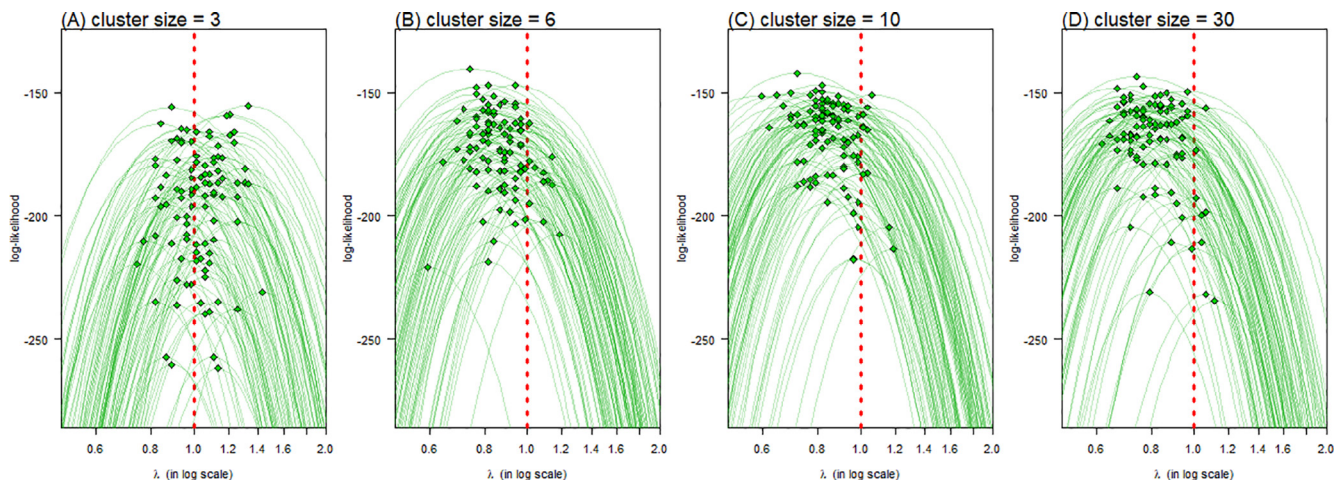 (A) cluster size = 3
(B) cluster size = 6
(C) cluster size = 10
(D) cluster size = 30
log-likelihood
-150
-200
-250
0.6 0.8 1.0 1.2 1.4 1.6 2.0
λ (in log scale)
log-likelihood
-150
-200
-250
0.6 0.8 1.0 1.2 1.4 1.6 2.0
λ (in log scale)
log-likelihood
-150
-200
-250
0.6 0.8 1.0 1.2 1.4 1.6 2.0
λ (in log scale)
log-likelihood
-150
-200
-250
0.6 0.8 1.0 1.2 1.4 1.6 2.0
λ (in log scale)